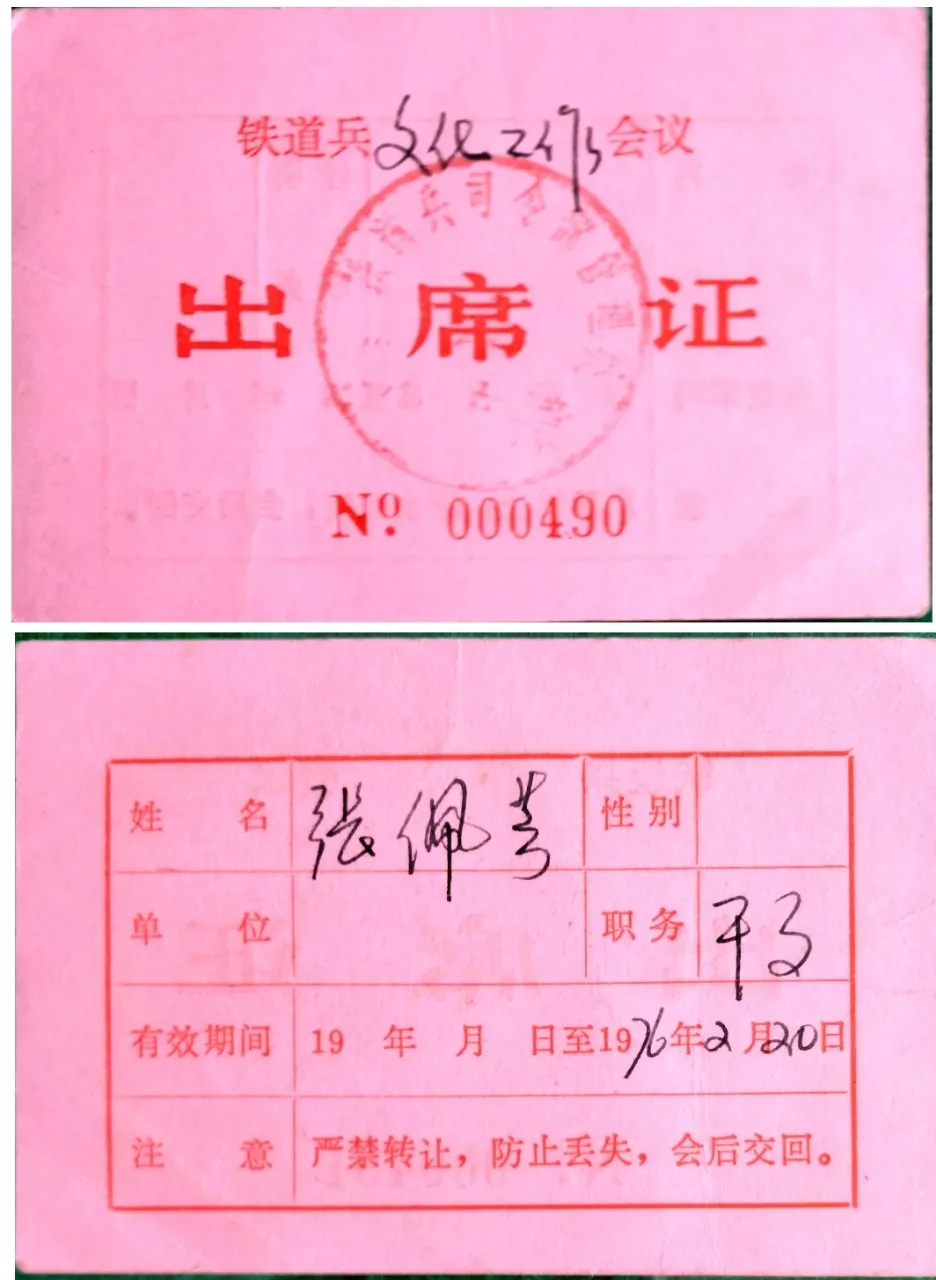 铁道兵文化工作会议
出 席 证
No 000490
姓 名 张佩 性别
单 位 职务 干
有效期间 19 年 月 日至1976年2月20日
注 意 严禁转让，防止丢失，会后交回。